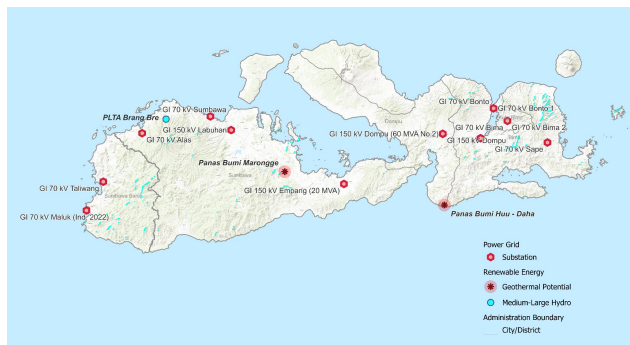 GI 70 kV Sumbawa
PLTA Brang Bre
GI 150 kV Labuhan
GI 70 kV Alas
Panas Bumi Marongge
Sumbawa
GI 70 kV Taliwang
Sumbawa Barat
GI 70 kV Maluk (Ind. 2022)
GI 150 kV Empang (20 MVA)
GI 70 kV Bonto
GI 70 kV Bonto 1
Dompu
GI 70 kV Bima
GI 70 kV Bima 2
GI 150 kV Dompu (60 MVA No.2)
GI 150 kV Dompu
GI 70 kV Sape
Panas Bumi Huu - Daha
Power Grid
Substation
Renewable Energy
Geothermal Potential
Medium-Large Hydro
Administration Boundary
City/District